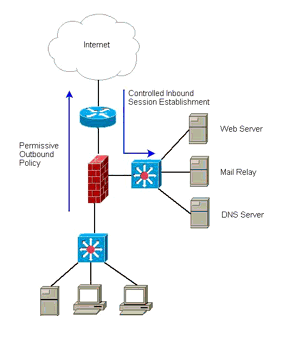 Internet
Controlled Inbound
Session Establishment
Web Server
Permissive
Outbound
Policy
Mail Relay
DNS Server